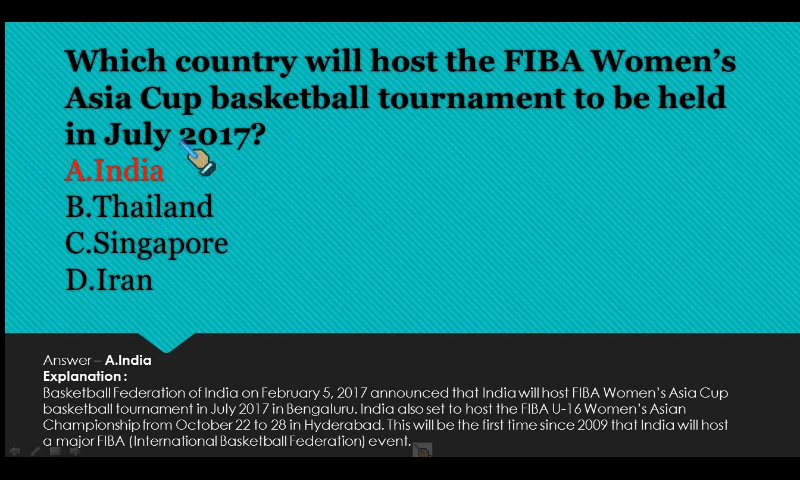 Which country will host the FIBA Women's
Asia Cup basketball tournament to be held
in July 2017?
A.India
B.Thailand
C.Singapore
D.Iran
Answer – A.India
Explanation :
Basketball Federation of India on February 5, 2017 announced that India will host FIBA Women's Asia Cup
basketball tournament in July 2017 in Bengaluru. India also set to host the FIBA U-16 Women's Asian
Championship from October 22 to 28 in Hyderabad. This will be the first time since 2009 that India will host
a major FIBA (International Basketball Federation) event.